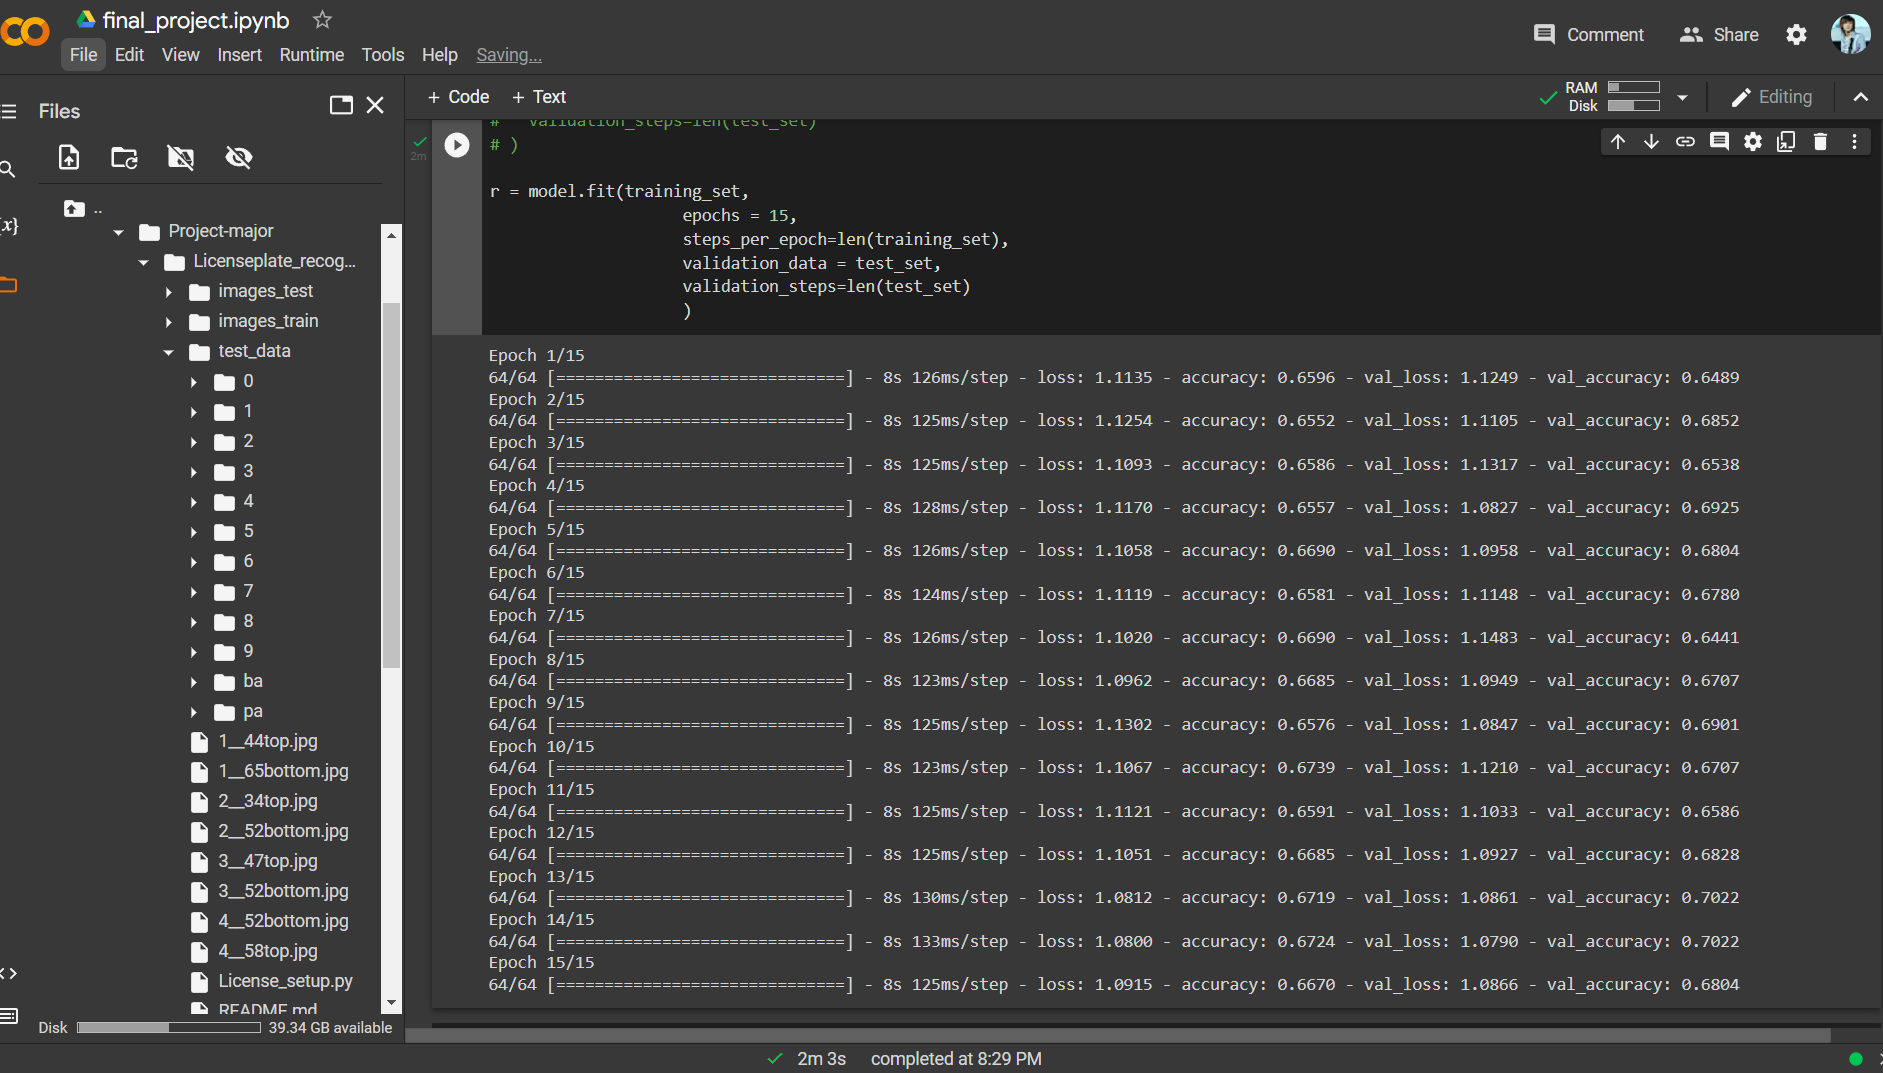 final_project.ipynb
File Edit View Insert Runtime Tools Help Saving...
Comment Share
Files
+ Code + Text
RAM
Disk
Editing
..
Project-major
Licenseplate_recog...
images_test
images_train
test_data
0
1
2
3
4
5
6
7
8
9
ba
pa
1__44top.jpg
1__65bottom.jpg
2__34top.jpg
2__52bottom.jpg
3__47top.jpg
3__52bottom.jpg
4__52bottom.jpg
4__58top.jpg
License_setup.py
README.md
Disk 39.34 GB available
{x}
2m
# validation_steps=len(test_set)
# )
r = model.fit(training_set,
epochs = 15,
steps_per_epoch=len(training_set),
validation_data = test_set,
validation_steps=len(test_set)
)
Epoch 1/15
64/64 [==============================] - 8s 126ms/step - loss: 1.1135 - accuracy: 0.6596 - val_loss: 1.1249 - val_accuracy: 0.6489
Epoch 2/15
64/64 [==============================] - 8s 125ms/step - loss: 1.1254 - accuracy: 0.6552 - val_loss: 1.1105 - val_accuracy: 0.6852
Epoch 3/15
64/64 [==============================] - 8s 125ms/step - loss: 1.1093 - accuracy: 0.6586 - val_loss: 1.1317 - val_accuracy: 0.6538
Epoch 4/15
64/64 [==============================] - 8s 128ms/step - loss: 1.1170 - accuracy: 0.6557 - val_loss: 1.0827 - val_accuracy: 0.6925
Epoch 5/15
64/64 [==============================] - 8s 126ms/step - loss: 1.1058 - accuracy: 0.6690 - val_loss: 1.0958 - val_accuracy: 0.6804
Epoch 6/15
64/64 [==============================] - 8s 124ms/step - loss: 1.1119 - accuracy: 0.6581 - val_loss: 1.1148 - val_accuracy: 0.6780
Epoch 7/15
64/64 [==============================] - 8s 126ms/step - loss: 1.1020 - accuracy: 0.6690 - val_loss: 1.1483 - val_accuracy: 0.6441
Epoch 8/15
64/64 [==============================] - 8s 123ms/step - loss: 1.0962 - accuracy: 0.6685 - val_loss: 1.0949 - val_accuracy: 0.6707
Epoch 9/15
64/64 [==============================] - 8s 125ms/step - loss: 1.1302 - accuracy: 0.6576 - val_loss: 1.0847 - val_accuracy: 0.6901
Epoch 10/15
64/64 [==============================] - 8s 123ms/step - loss: 1.1067 - accuracy: 0.6739 - val_loss: 1.1210 - val_accuracy: 0.6707
Epoch 11/15
64/64 [==============================] - 8s 125ms/step - loss: 1.1121 - accuracy: 0.6591 - val_loss: 1.1033 - val_accuracy: 0.6586
Epoch 12/15
64/64 [==============================] - 8s 125ms/step - loss: 1.1051 - accuracy: 0.6685 - val_loss: 1.0927 - val_accuracy: 0.6828
Epoch 13/15
64/64 [==============================] - 8s 130ms/step - loss: 1.0812 - accuracy: 0.6719 - val_loss: 1.0861 - val_accuracy: 0.7022
Epoch 14/15
64/64 [==============================] - 8s 133ms/step - loss: 1.0800 - accuracy: 0.6724 - val_loss: 1.0790 - val_accuracy: 0.7022
Epoch 15/15
64/64 [==============================] - 8s 125ms/step - loss: 1.0915 - accuracy: 0.6670 - val_loss: 1.0866 - val_accuracy: 0.6804
2m 3s completed at 8:29 PM